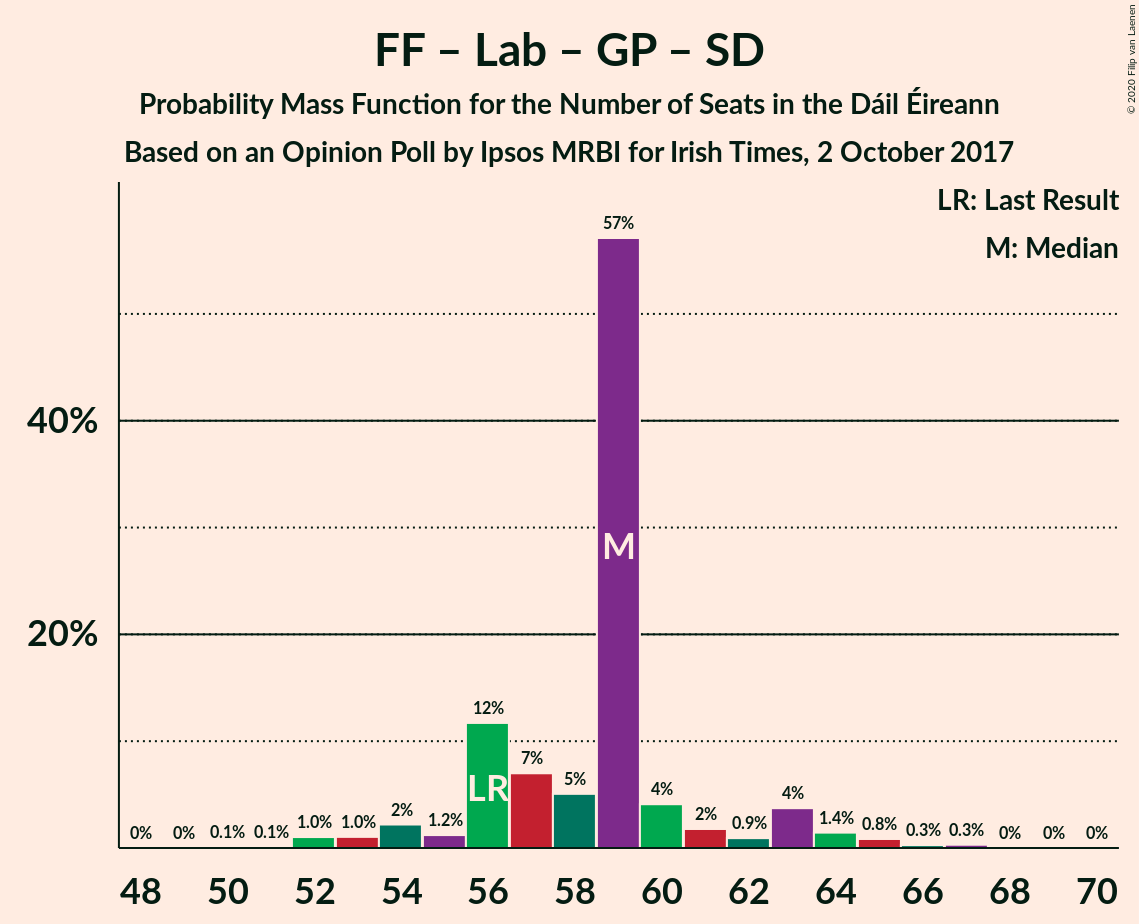 FF – Lab – GP – SD
Probability Mass Function for the Number of Seats in the Dáil Éireann
Based on an Opinion Poll by Ipsos MRBI for Irish Times, 2 October 2017
© 2020 Filip van Laenen
LR: Last Result
M: Median
40%
20%
0% 0% 0.1% 0.1% 1.0% 1.0% 2% 1.2% 12% 7% 5% 57% 4% 2% 0.9% 4% 1.4% 0.8% 0.3% 0.3% 0% 0% 0%
LR
M
48 50 52 54 56 58 60 62 64 66 68 70